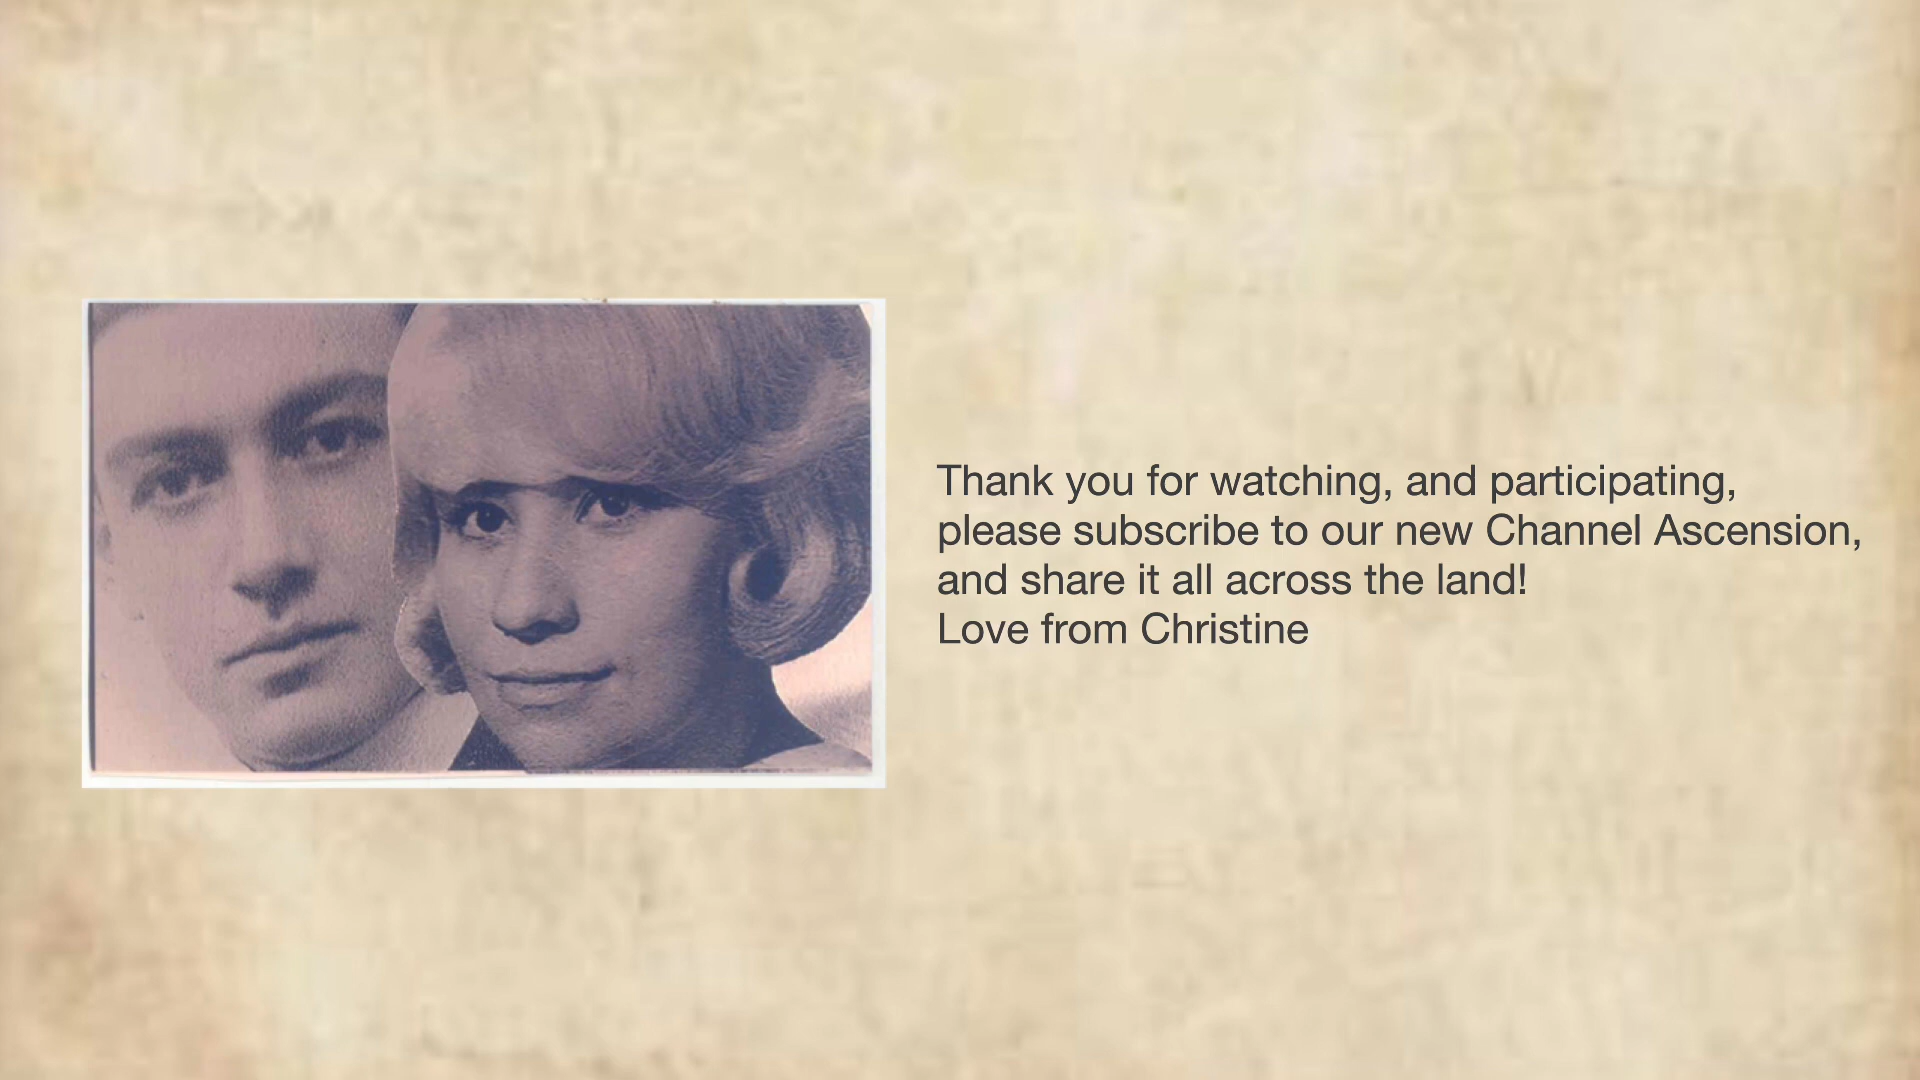 Thank you for watching, and participating,
please subscribe to our new Channel Ascension,
and share it all across the land!
Love from Christine